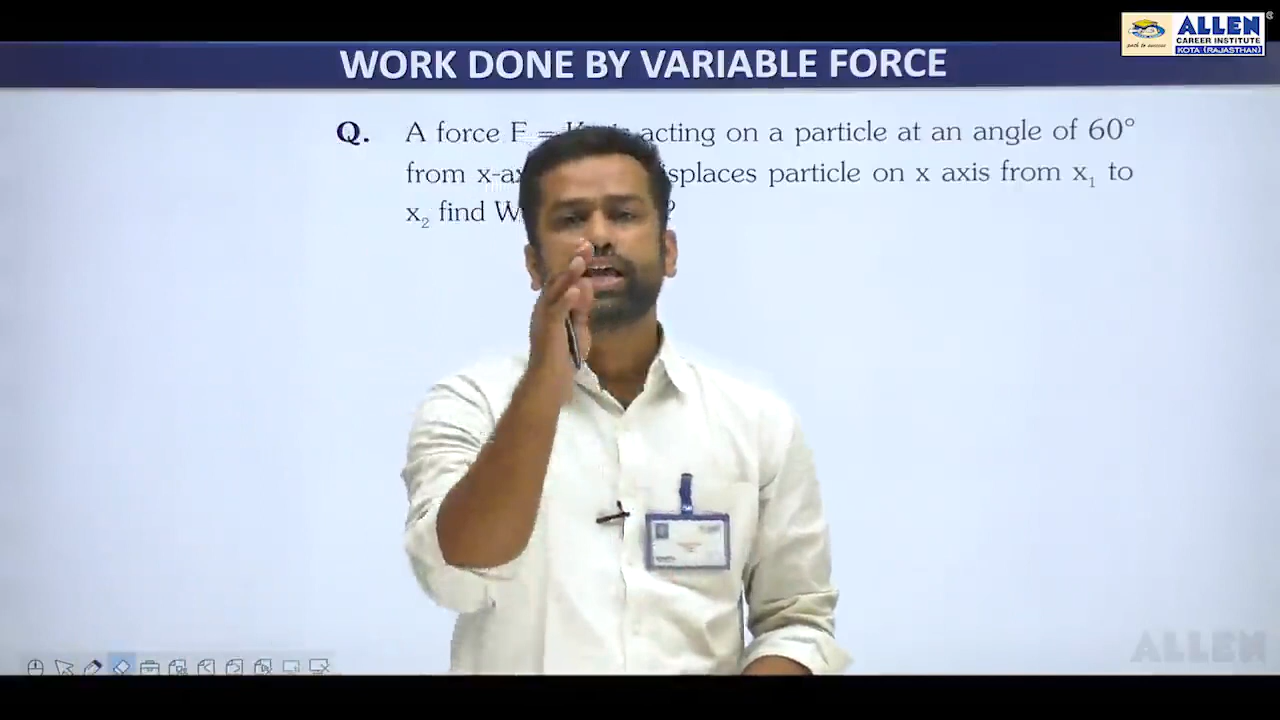 ALLEN
CAREER INSTITUTE
KOTA (RAJASTHAN)
WORK DONE BY VARIABLE FORCE
Q. A force F = acting on a particle at an angle of 60°
from particle on x axis from x₁ to
x₂ find ?
ALLEN